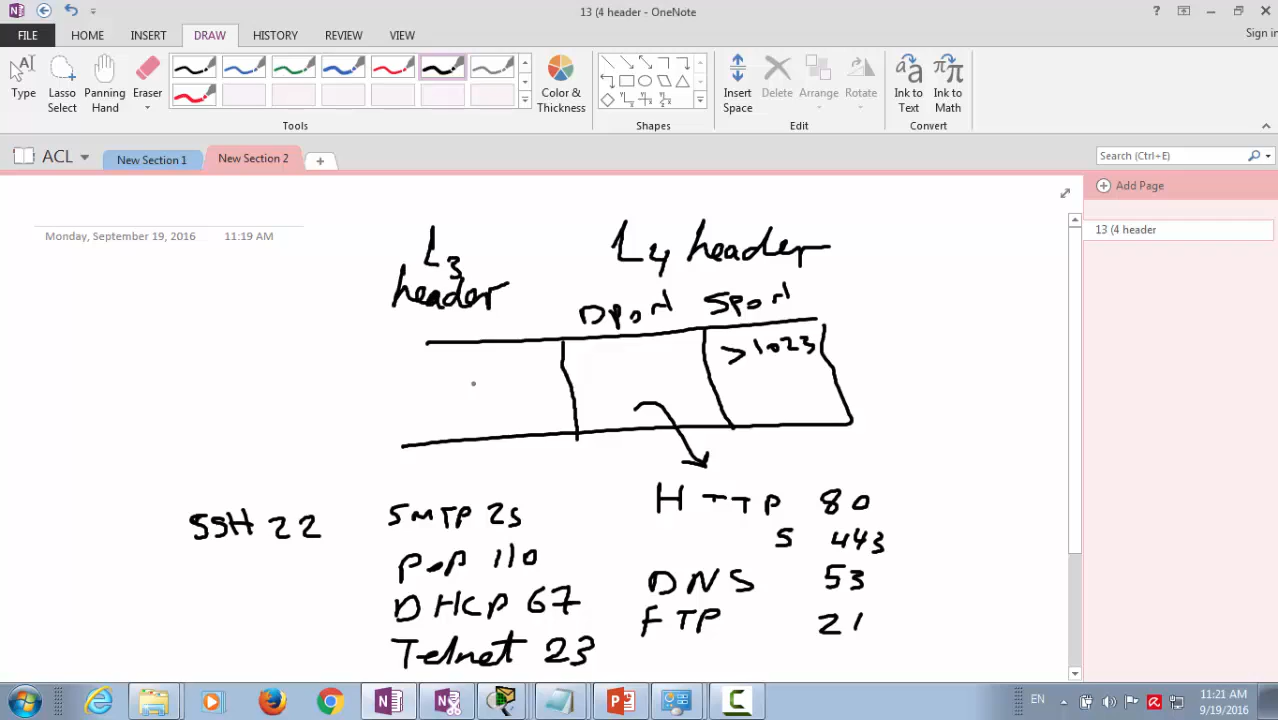 13 (4 header - OneNote
FILE HOME INSERT DRAW HISTORY REVIEW VIEW
Sign in
Type
Lasso Select
Panning Hand
Eraser
Color & Thickness
Insert Space
Delete
Arrange
Rotate
Ink to Text
Ink to Math
Tools
Shapes
Edit
Convert
ACL
New Section 1
New Section 2
Search (Ctrl+E)
Add Page
13 (4 header
Monday, September 19, 2016 11:19 AM
L3 header
L4 header
Dport Sport
>1023
HTTP 80
S 443
DNS 53
FTP 21
SMTP 25
PoP 110
DHCP 67
Telnet 23
SSH 22
EN
11:21 AM
9/19/2016